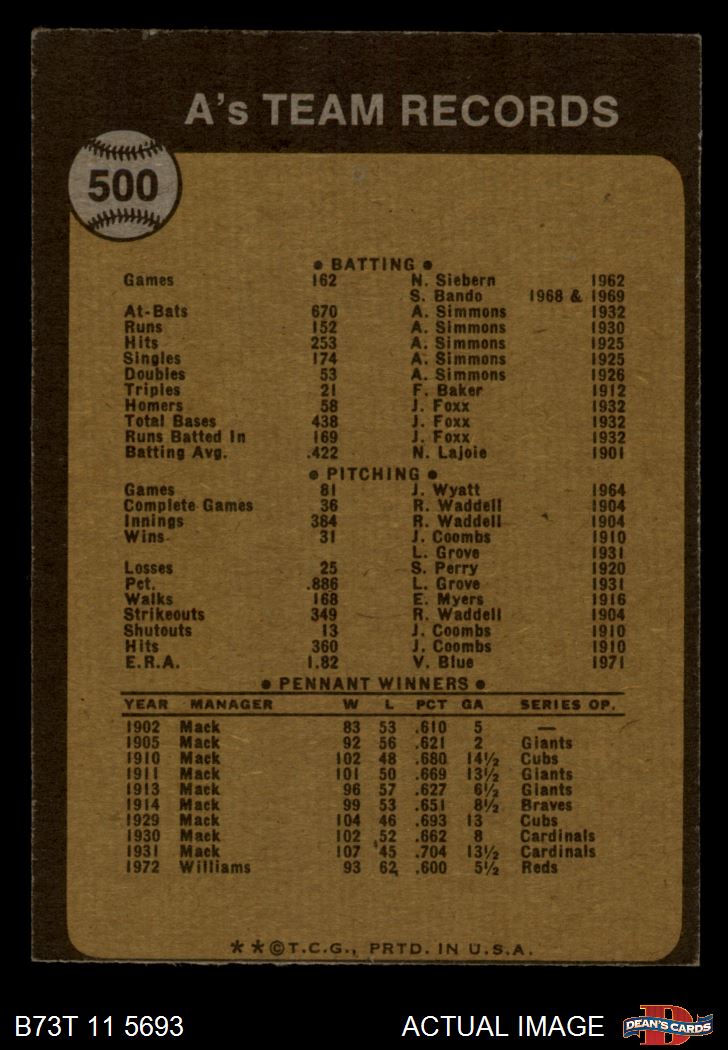 A's TEAM RECORDS
500
● BATTING ●
Games 162 N. Siebern 1962
S. Bando 1968 & 1969
At-Bats 670 A. Simmons 1932
Runs 152 A. Simmons 1930
Hits 253 A. Simmons 1925
Singles 174 A. Simmons 1925
Doubles 53 A. Simmons 1926
Triples 21 F. Baker 1912
Homers 58 J. Foxx 1932
Total Bases 438 J. Foxx 1932
Runs Batted In 169 J. Foxx 1932
Batting Avg. .422 N. Lajoie 1901
● PITCHING ●
Games 81 J. Wyatt 1964
Complete Games 36 R. Waddell 1904
Innings 384 R. Waddell 1904
Wins 31 J. Coombs 1910
L. Grove 1931
Losses 25 S. Perry 1920
Pct. .886 L. Grove 1931
Walks 168 E. Myers 1916
Strikeouts 349 R. Waddell 1904
Shutouts 13 J. Coombs 1910
Hits 360 J. Coombs 1910
E.R.A. 1.82 V. Blue 1971
● PENNANT WINNERS ●
YEAR MANAGER W L PCT GA SERIES OP.
1902 Mack 83 53 .610 5 —
1905 Mack 92 56 .621 2 Giants
1910 Mack 102 48 .680 14½ Cubs
1911 Mack 101 50 .669 13½ Giants
1913 Mack 96 57 .627 6½ Giants
1914 Mack 99 53 .651 8½ Braves
1929 Mack 104 46 .693 13 Cubs
1930 Mack 102 52 .662 8 Cardinals
1931 Mack 107 45 .704 13½ Cardinals
1972 Williams 93 62 .600 5½ Reds
* * © T.C.G., PRTD. IN U.S.A.
B73T 11 5693 ACTUAL IMAGE DEAN'S CARDS